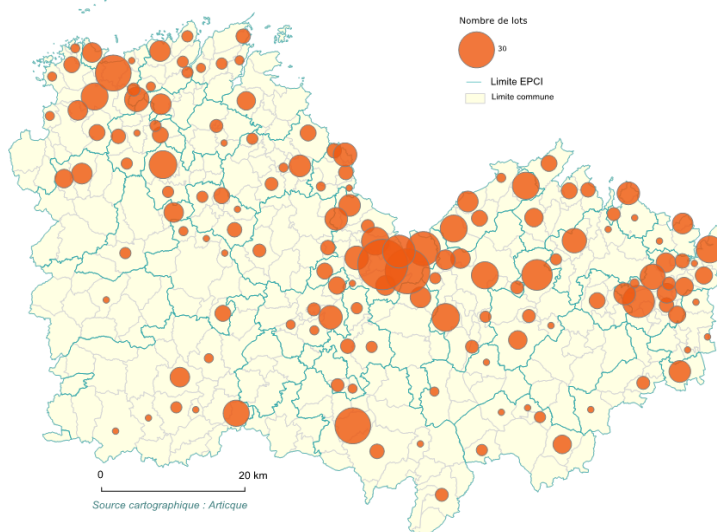 Nombre de lots
30
Limite EPCI
Limite commune
0 20 km
Source cartographique : Articque